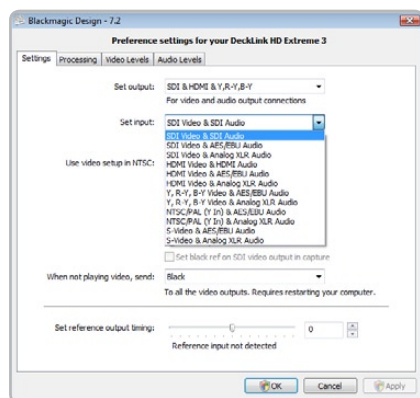 Blackmagic Design - 7.2
Preference settings for your DeckLink HD Extreme 3
Settings Processing Video Levels Audio Levels
Set output: SDI & HDMI & Y,R-Y,B-Y
For video and audio output connections
Set input: SDI Video & SDI Audio
SDI Video & SDI Audio
SDI Video & AES/EBU Audio
SDI Video & Analog XLR Audio
HDMI Video & HDMI Audio
HDMI Video & AES/EBU Audio
HDMI Video & Analog XLR Audio
Y, R-Y, B-Y Video & AES/EBU Audio
Y, R-Y, B-Y Video & Analog XLR Audio
NTSC/PAL (Y In) & AES/EBU Audio
NTSC/PAL (Y In) & Analog XLR Audio
S-Video & AES/EBU Audio
S-Video & Analog XLR Audio
Use video setup in NTSC:
Set black ref on SDI video output in capture
When not playing video, send: Black
To all the video outputs. Requires restarting your computer.
Set reference output timing: 0
Reference input not detected
OK Cancel Apply